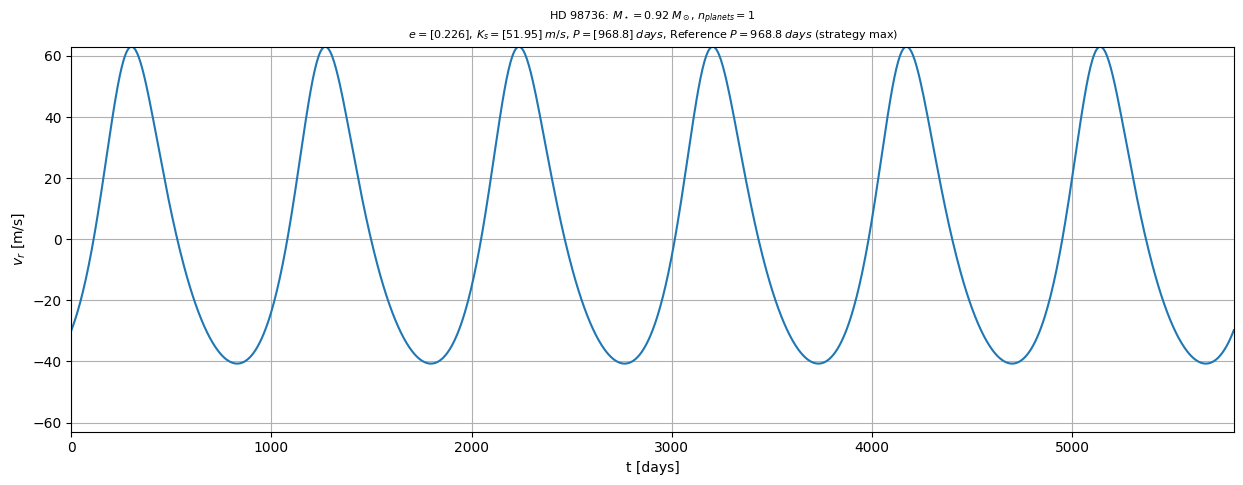 HD 98736: M⋆ = 0.92 M⊙, nplanets = 1
e = [0.226], Ks = [51.95] m/s, P = [968.8] days, Reference P = 968.8 days (strategy max)
60
40
20
0
−20
−40
−60
vr [m/s]
0 1000 2000 3000 4000 5000
t [days]